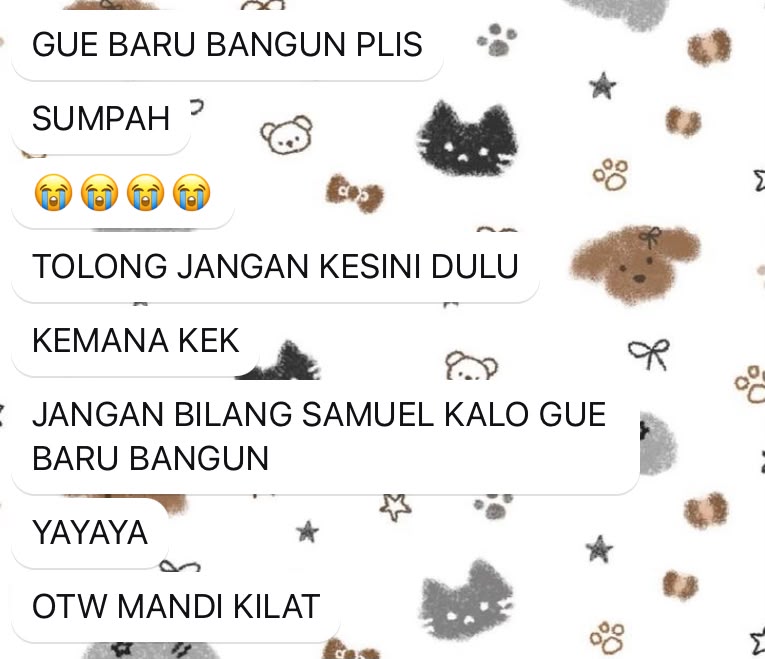 GUE BARU BANGUN PLIS
SUMPAH
😭😭😭😭
TOLONG JANGAN KESINI DULU
KEMANA KEK
JANGAN BILANG SAMUEL KALO GUE
BARU BANGUN
YAYAYA
OTW MANDI KILAT